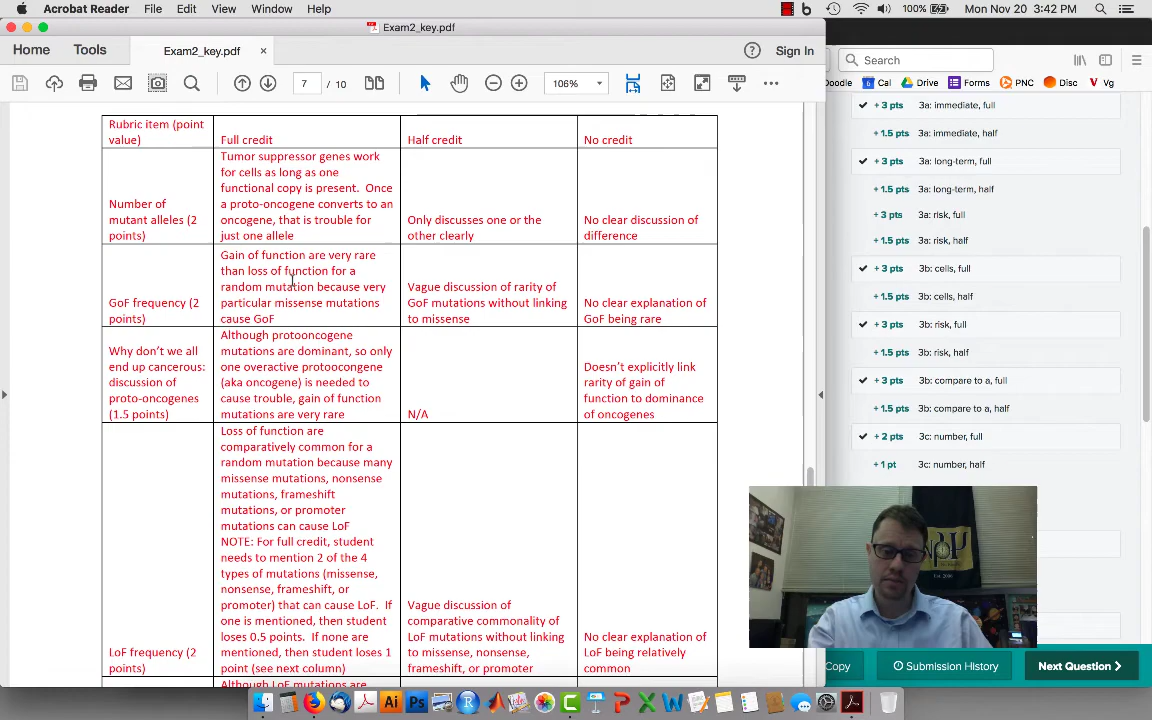 Acrobat Reader File Edit View Window Help
100% Mon Nov 20 3:42 PM
Exam2_key.pdf
Home Tools Exam2_key.pdf × Sign In
7 / 10 106%
Search
Doodle Cal Drive Forms PNC Disc Vg
Rubric item (point
value) Full credit Half credit No credit
Number of
mutant alleles (2
points)
Tumor suppressor genes work
for cells as long as one
functional copy is present. Once
a proto-oncogene converts to an
oncogene, that is trouble for
just one allele
Only discusses one or the
other clearly
No clear discussion of
difference
GoF frequency (2
points)
Gain of function are very rare
than loss of function for a
random mutation because very
particular missense mutations
cause GoF
Vague discussion of rarity of
GoF mutations without linking
to missense
No clear explanation of
GoF being rare
Why don't we all
end up cancerous:
discussion of
proto-oncogenes
(1.5 points)
Although protooncogene
mutations are dominant, so only
one overactive protoocongene
(aka oncogene) is needed to
cause trouble, gain of function
mutations are very rare
N/A
Doesn't explicitly link
rarity of gain of
function to dominance
of oncogenes
LoF frequency (2
points)
Loss of function are
comparatively common for a
random mutation because many
missense mutations, nonsense
mutations, frameshift
mutations, or promoter
mutations can cause LoF
NOTE: For full credit, student
needs to mention 2 of the 4
types of mutations (missense,
nonsense, frameshift, or
promoter) that can cause LoF. If
one is mentioned, then student
loses 0.5 points. If none are
mentioned, then student loses 1
point (see next column)
Vague discussion of
comparative commonality of
LoF mutations without linking
to missense, nonsense,
frameshift, or promoter
No clear explanation of
LoF being relatively
common
Although LoF mutations are
+ 3 pts 3a: immediate, full
+ 1.5 pts 3a: immediate, half
+ 3 pts 3a: long-term, full
+ 1.5 pts 3a: long-term, half
+ 3 pts 3a: risk, full
+ 1.5 pts 3a: risk, half
+ 3 pts 3b: cells, full
+ 1.5 pts 3b: cells, half
+ 3 pts 3b: risk, full
+ 1.5 pts 3b: risk, half
+ 3 pts 3b: compare to a, full
+ 1.5 pts 3b: compare to a, half
+ 2 pts 3c: number, full
+ 1 pt 3c: number, half
Copy Submission History Next Question